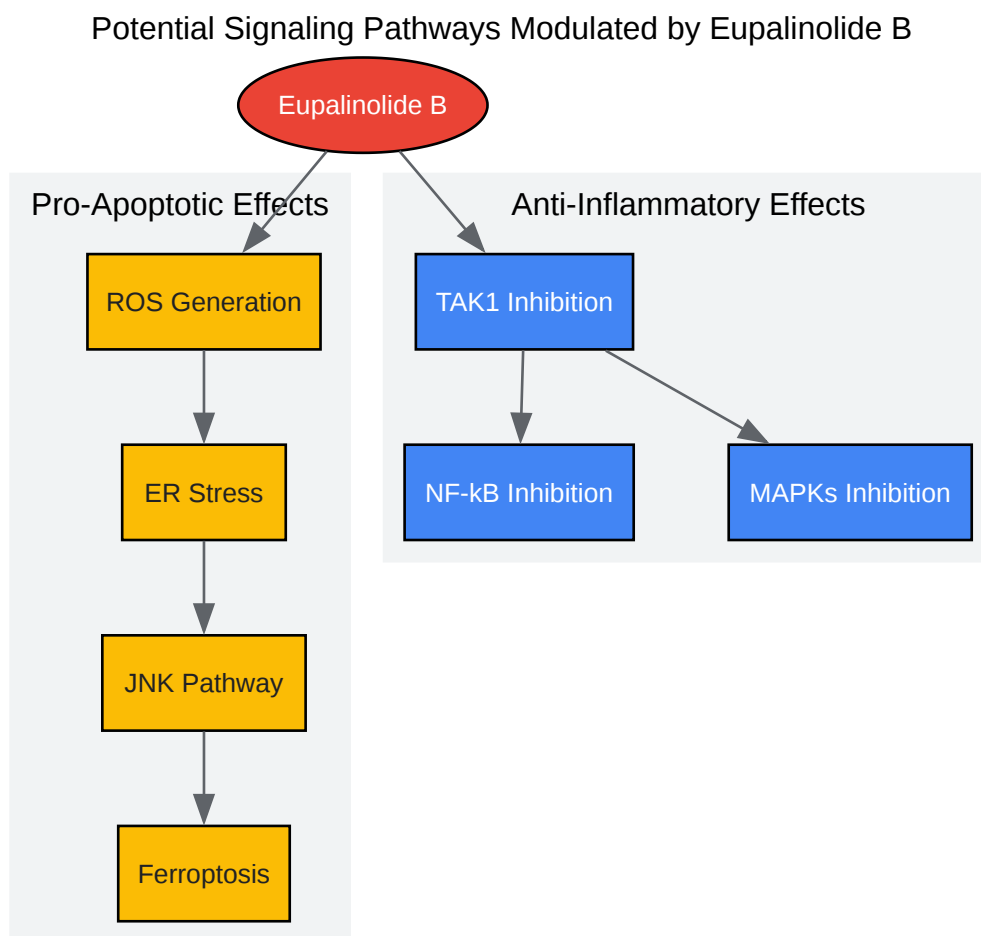 Potential Signaling Pathways Modulated by Eupalinolide B
Eupalinolide B
Pro-Apoptotic Effects
Anti-Inflammatory Effects
ROS Generation
TAK1 Inhibition
ER Stress
NF-kB Inhibition
MAPKs Inhibition
JNK Pathway
Ferroptosis